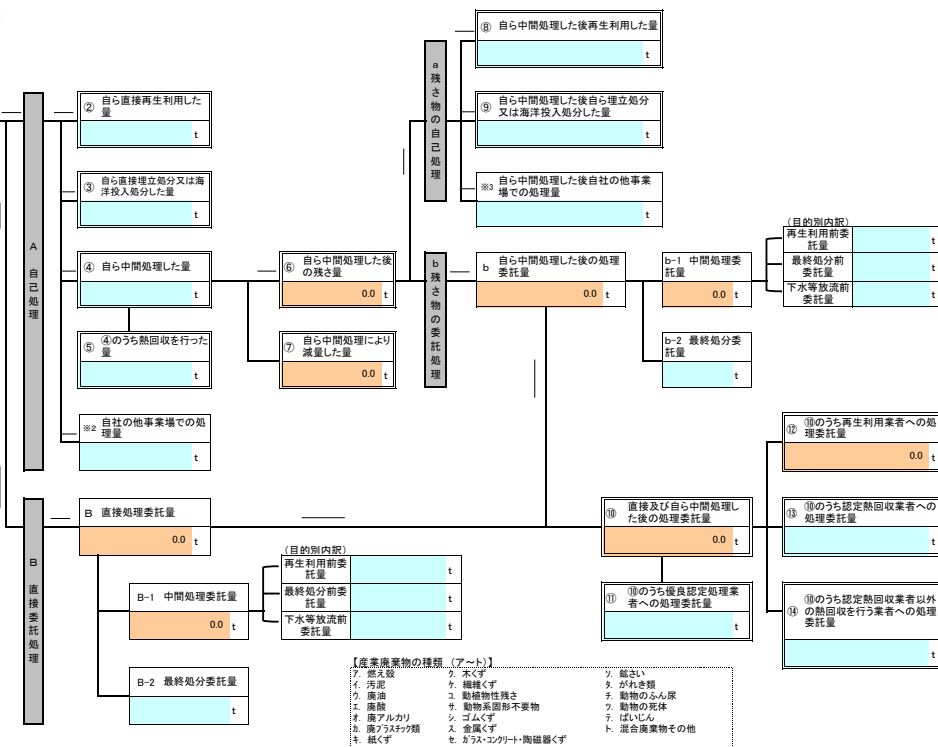 A 自己処理
② 自ら直接再生利用した
量
t
③ 自ら直接埋立処分又は海
洋投入処分した量
t
④ 自ら中間処理した量
t
⑤ ④のうち熱回収を行った
量
t
※2 自社の他事業場での処
理量
t
⑥ 自ら中間処理した後
の残さ量
0.0 t
⑦ 自ら中間処理により
減量した量
0.0 t
a 残さ物の自己処理
⑧ 自ら中間処理した後再生利用した量
t
⑨ 自ら中間処理した後自ら埋立処分
又は海洋投入処分した量
t
※3 自ら中間処理した後自社の他事業
場での処理量
t
b 残さ物の委託処理
b 自ら中間処理した後の処理
委託量
0.0 t
b-1 中間処理委
託量
0.0 t
b-2 最終処分委
託量
t
(目的別内訳)
再生利用前委
託量
t
最終処分前
委託量
t
下水等放流前
委託量
t
B 直接委託処理
B 直接処理委託量
0.0 t
B-1 中間処理委託量
0.0 t
B-2 最終処分委託量
t
(目的別内訳)
再生利用前委
託量
t
最終処分前委
託量
t
下水等放流前
委託量
t
⑩ 直接及び自ら中間処理し
た後の処理委託量
0.0 t
⑪ ⑩のうち優良認定処理業
者への処理委託量
t
⑫ ⑩のうち再生利用業者への処
理委託量
0.0 t
⑬ ⑩のうち認定熱回収業者への
処理委託量
t
⑭ ⑩のうち認定熱回収業者以外
の熱回収を行う業者への処理
委託量
t
【産業廃棄物の種類 (ア~ト)】
ア. 燃え殻
イ. 汚泥
ウ. 廃油
エ. 廃酸
オ. 廃アルカリ
カ. 廃プラスチック類
キ. 紙くず
ク. 木くず
ケ. 繊維くず
コ. 動植物性残さ
サ. 動物系固形不要物
シ. ゴムくず
ス. 金属くず
セ. ガラス・コンクリート・陶磁器くず
ソ. 鉱さい
タ. がれき類
チ. 動物のふん尿
ツ. 動物の死体
テ. ばいじん
ト. 混合廃棄物その他